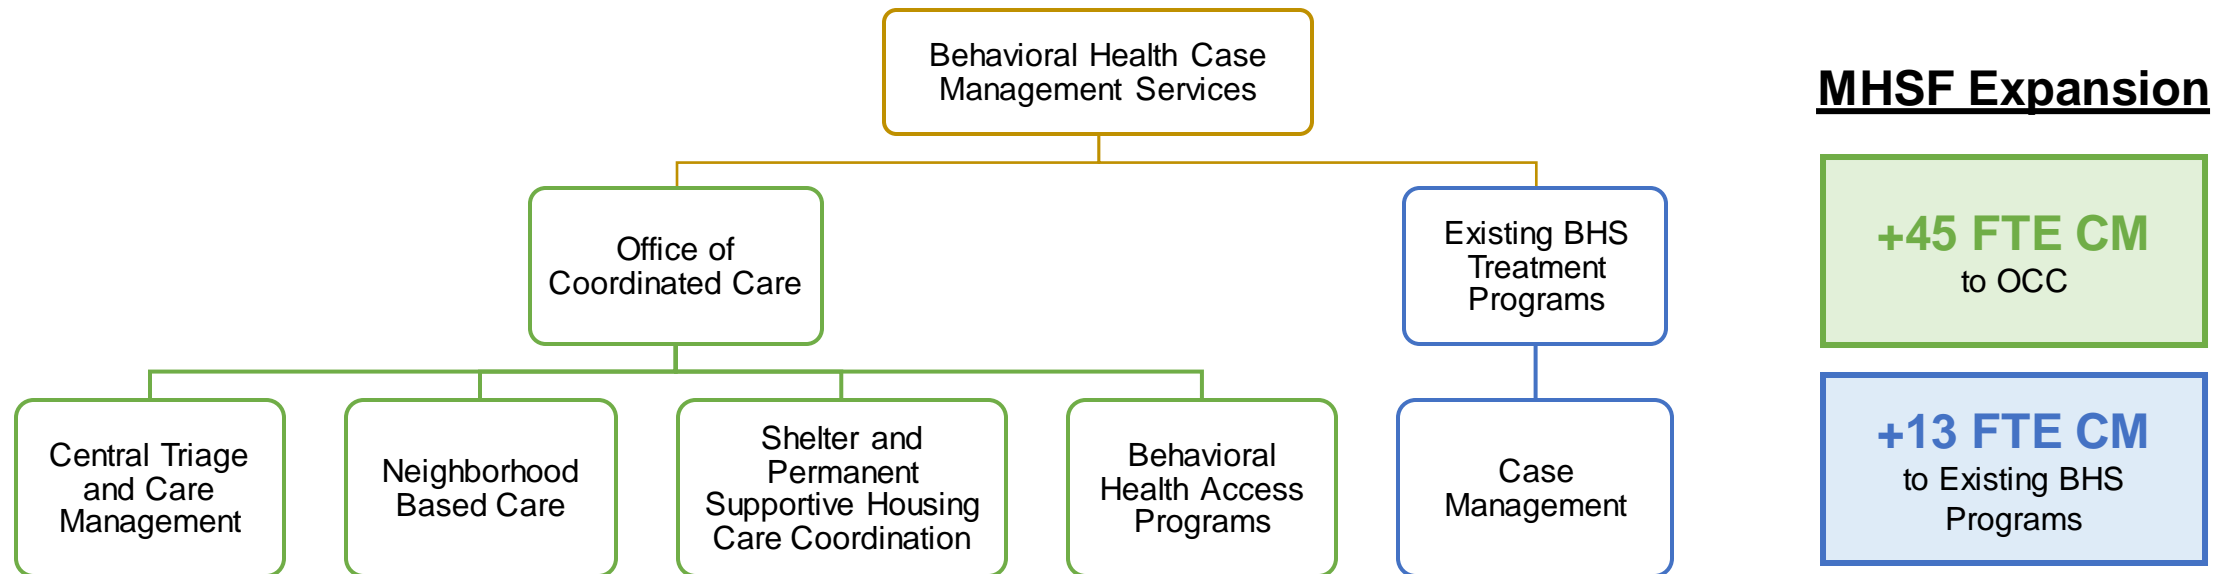 Behavioral Health Case
Management Services
MHSF Expansion
Office of
Coordinated Care
Existing BHS
Treatment
Programs
+45 FTE CM
to OCC
Central Triage
and Care
Management
Neighborhood
Based Care
Shelter and
Permanent
Supportive Housing
Care Coordination
Behavioral
Health Access
Programs
Case
Management
+13 FTE CM
to Existing BHS
Programs